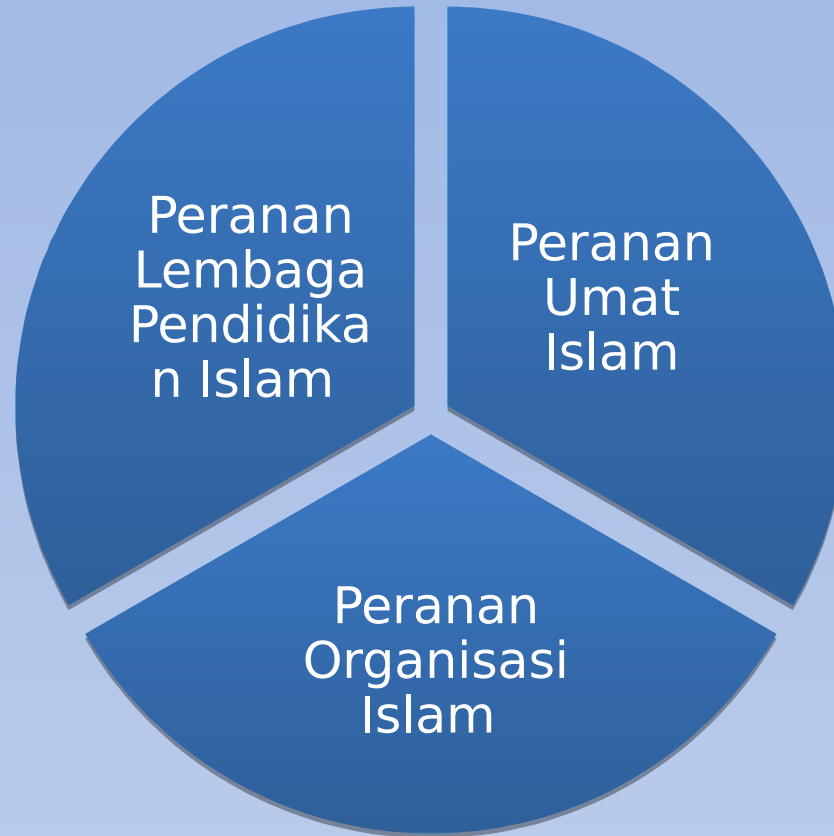 Peranan
Lembaga
Pendidika
n Islam
Peranan
Umat
Islam
Peranan
Organisasi
Islam